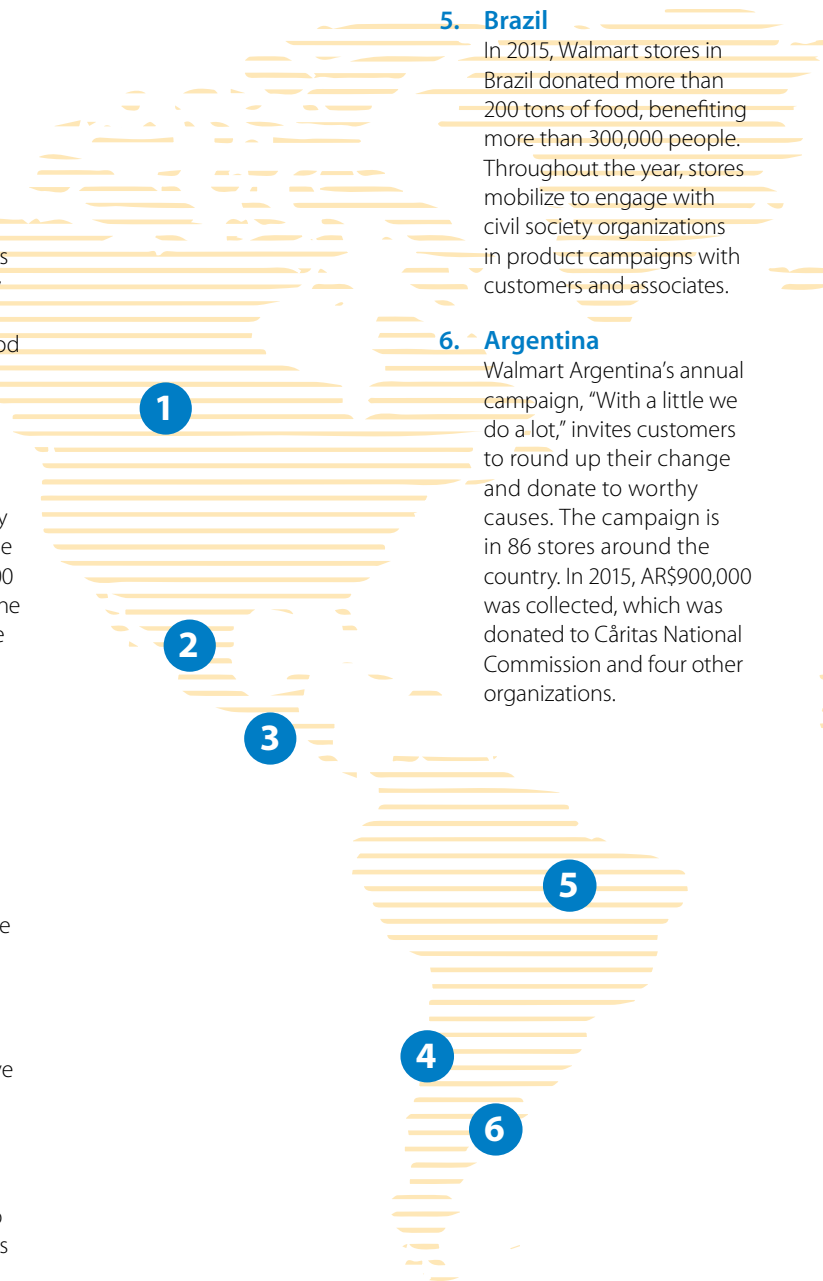 5. Brazil
In 2015, Walmart stores in
Brazil donated more than
200 tons of food, benefiting
more than 300,000 people.
Throughout the year, stores
mobilize to engage with
civil society organizations
in product campaigns with
customers and associates.
6. Argentina
Walmart Argentina’s annual
campaign, “With a little we
do a lot,” invites customers
to round up their change
and donate to worthy
causes. The campaign is
in 86 stores around the
country. In 2015, AR$900,000
was collected, which was
donated to Cåritas National
Commission and four other
organizations.
1
2
3
5
4
6